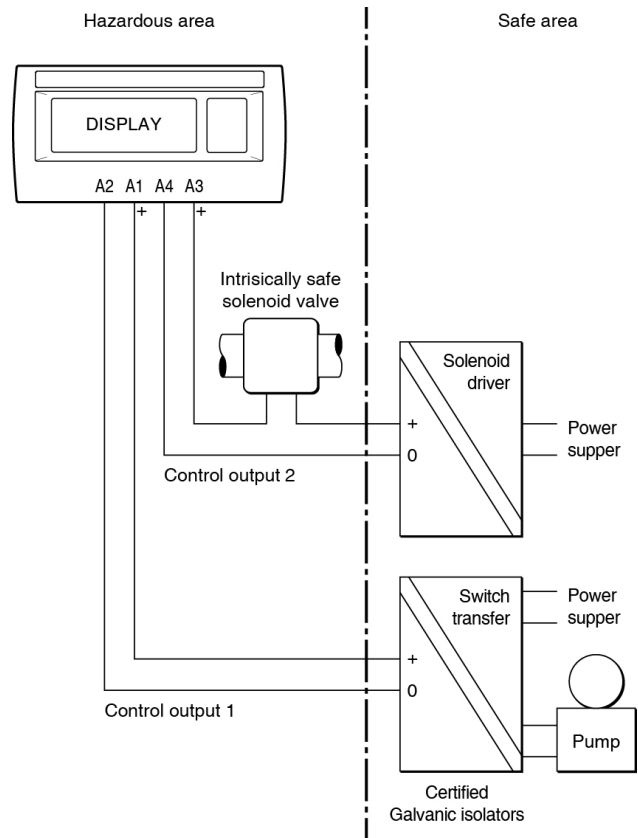 Hazardous area
Safe area
DISPLAY
A2 A1 A4 A3
+ +
Intrisically safe
solenoid valve
Solenoid
driver
+
0
Power
supper
Control output 2
Switch
transfer
Power
supper
+
0
Control output 1
Pump
Certified
Galvanic isolators